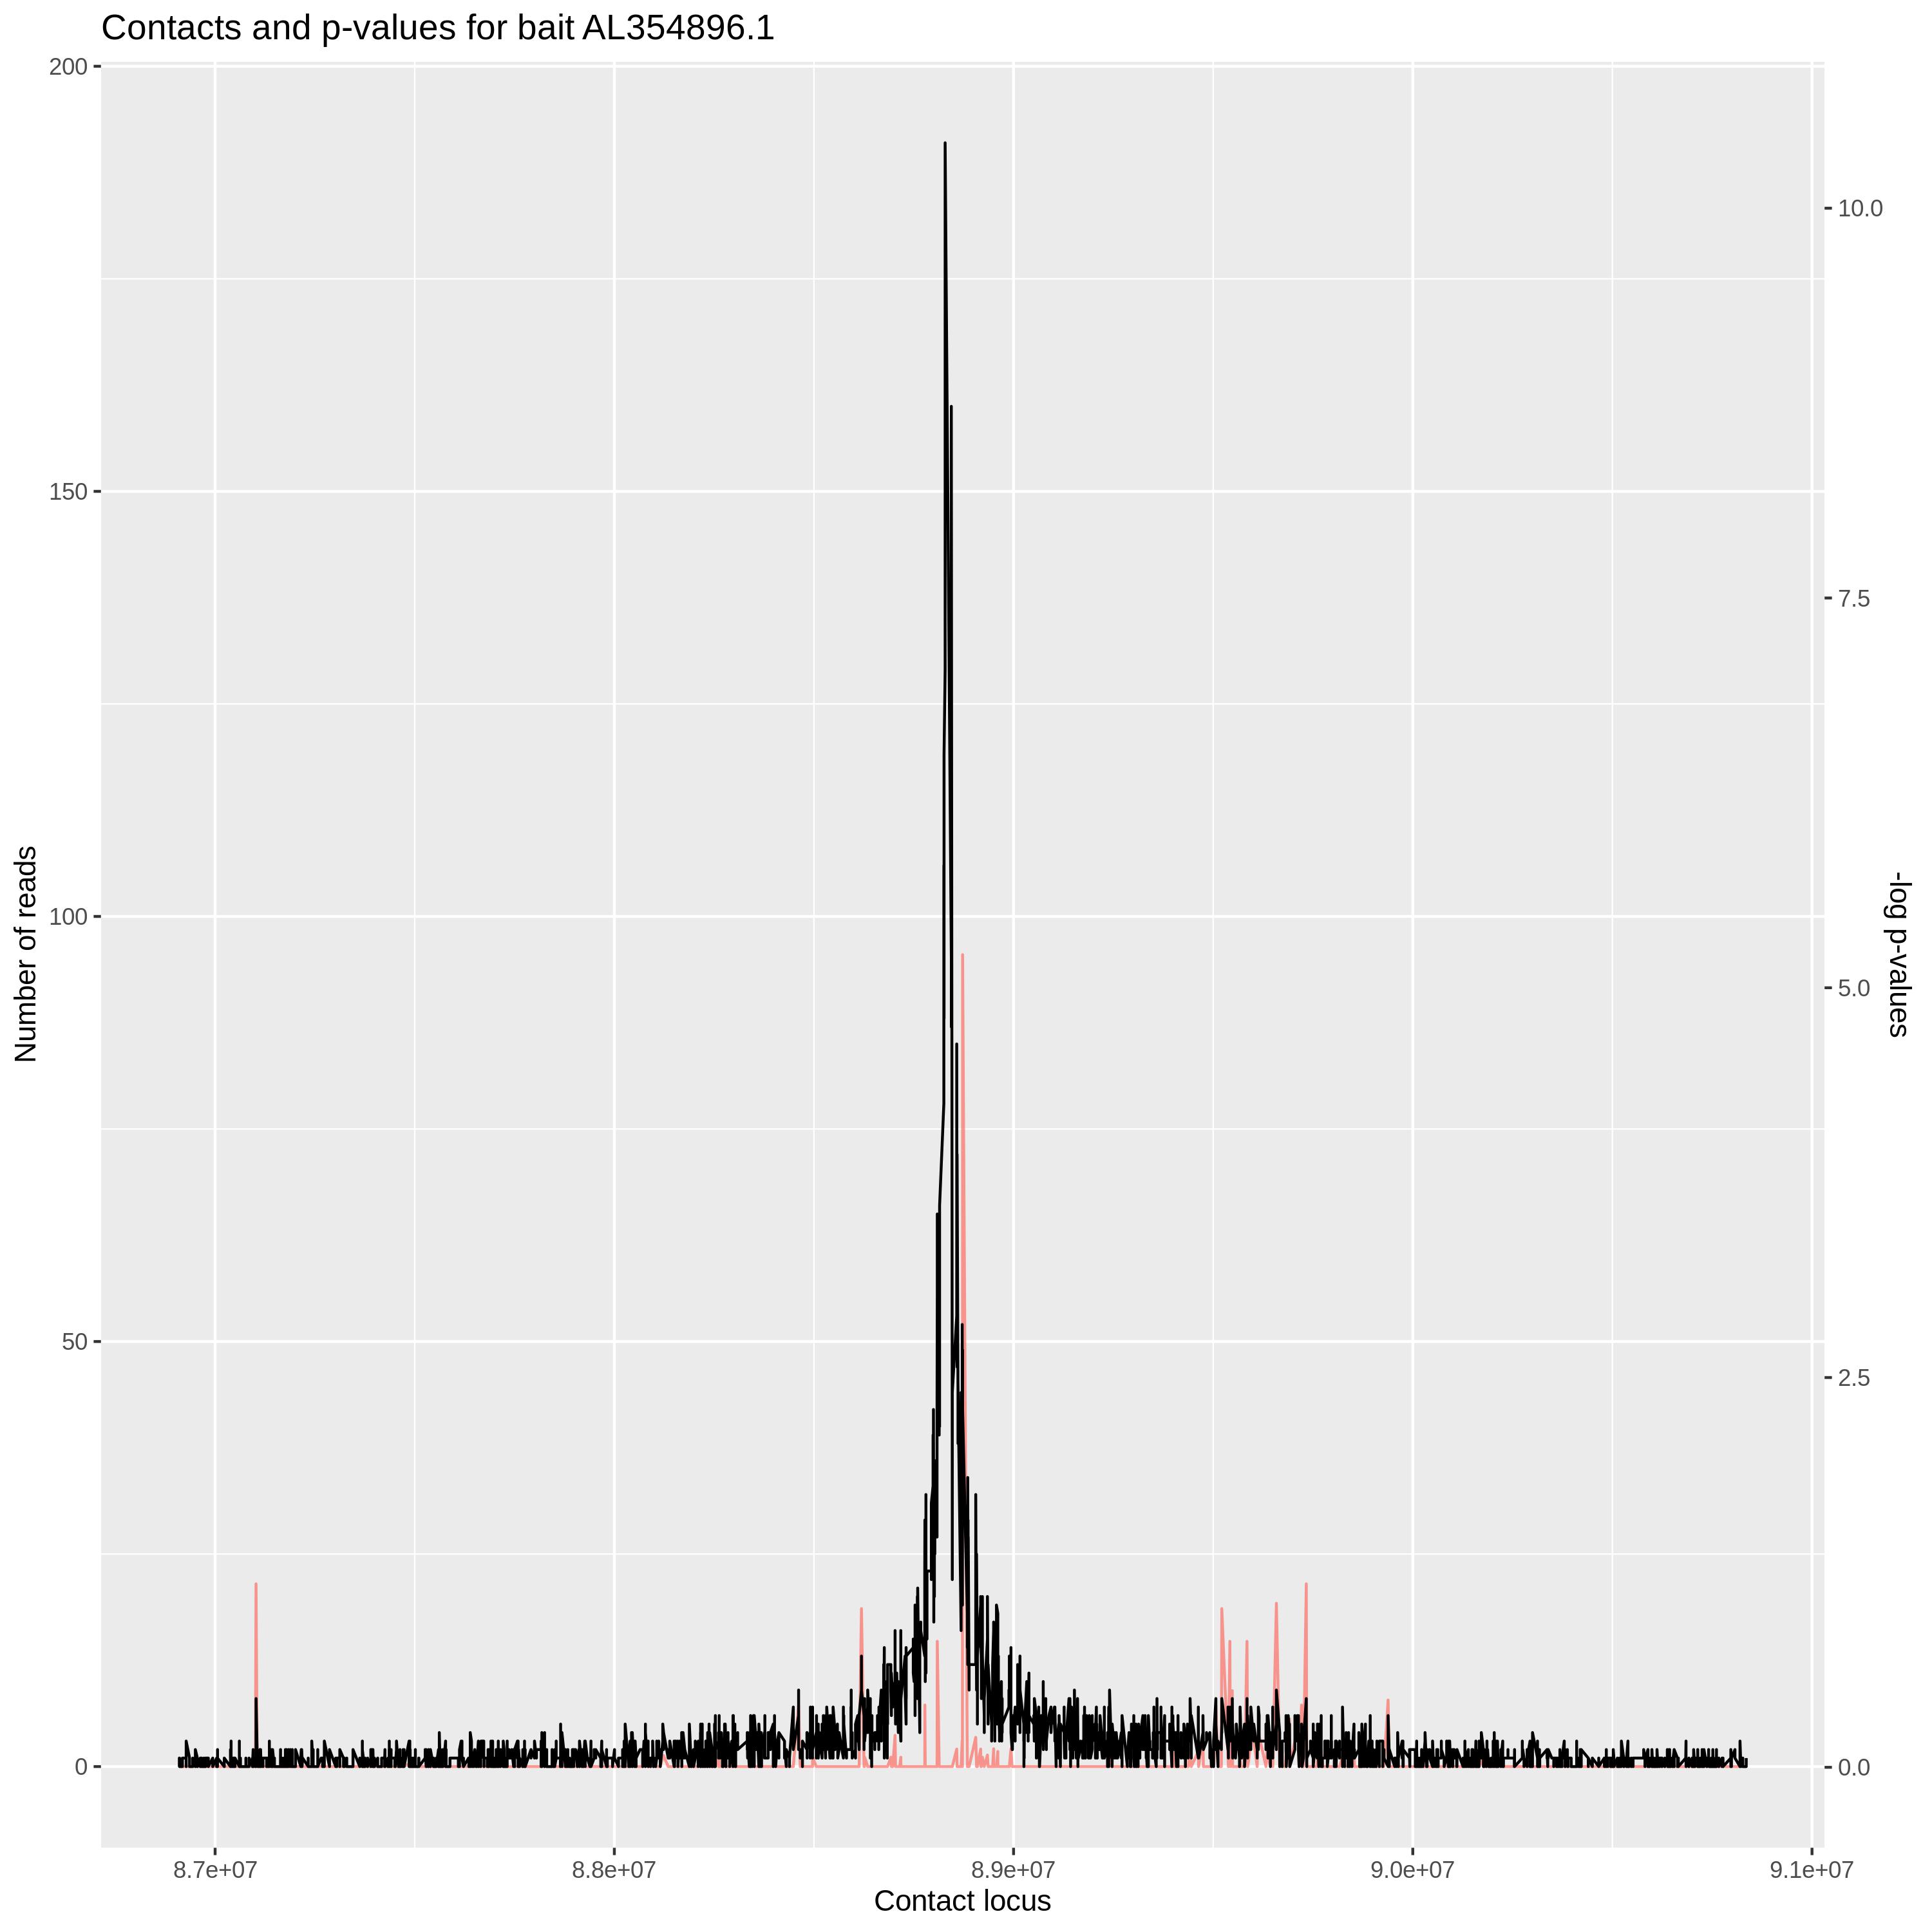 Contacts and p-values for bait AL354896.1
200
150
100
50
0
Number of reads
10.0
7.5
5.0
2.5
0.0
-log p-values
8.7e+07
8.8e+07
8.9e+07
9.0e+07
9.1e+07
Contact locus